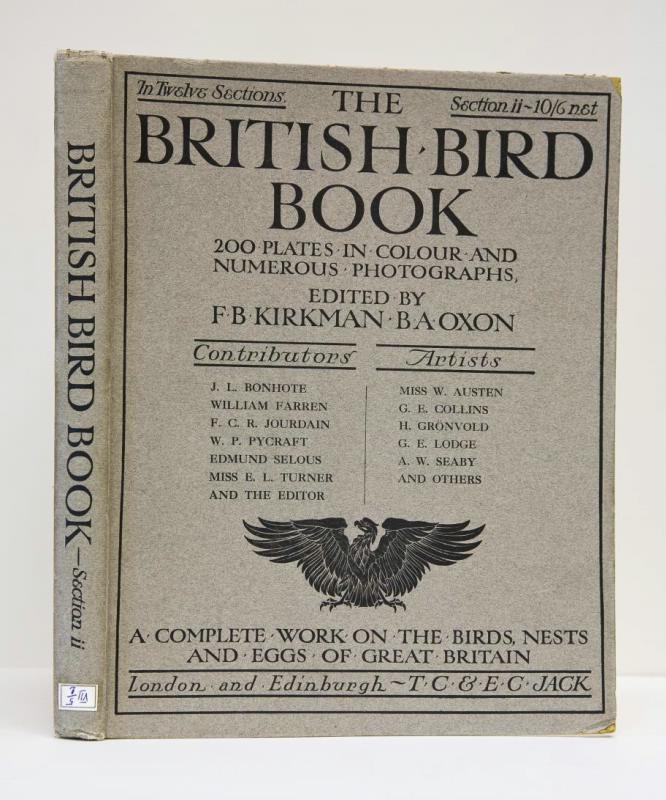 In Twelve Sections.
Section ii~10/6 net
THE
BRITISH·BIRD
BOOK
200·PLATES·IN·COLOUR·AND
NUMEROUS·PHOTOGRAPHS,
EDITED·BY
F·B·KIRKMAN·B·A·OXON
Contributors
J. L. BONHOTE
WILLIAM FARREN
F. C. R. JOURDAIN
W. P. PYCRAFT
EDMUND SELOUS
MISS E. L. TURNER
AND THE EDITOR
Artists
MISS W. AUSTEN
G. E. COLLINS
H. GRÖNVOLD
G. E. LODGE
A. W. SEABY
AND OTHERS
A·COMPLETE·WORK·ON·THE·BIRDS, NESTS
AND·EGGS·OF·GREAT·BRITAIN
London·and·Edinburgh~T·C·&·E·C·JACK
BRITISH BIRD BOOK—Section ii
VII